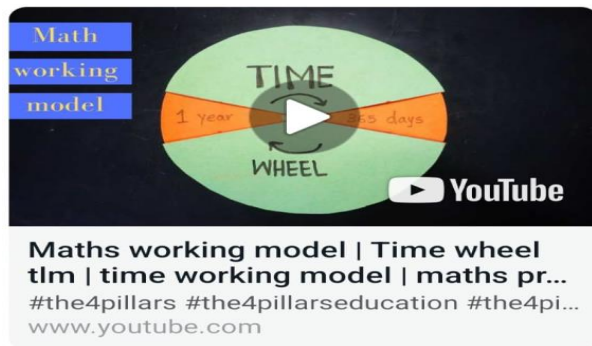 Math
working
model
TIME
1 year 365 days
WHEEL
YouTube
Maths working model | Time wheel
tlm | time working model | maths pr...
#the4pillars #the4pillarseducation #the4pi...
www.youtube.com